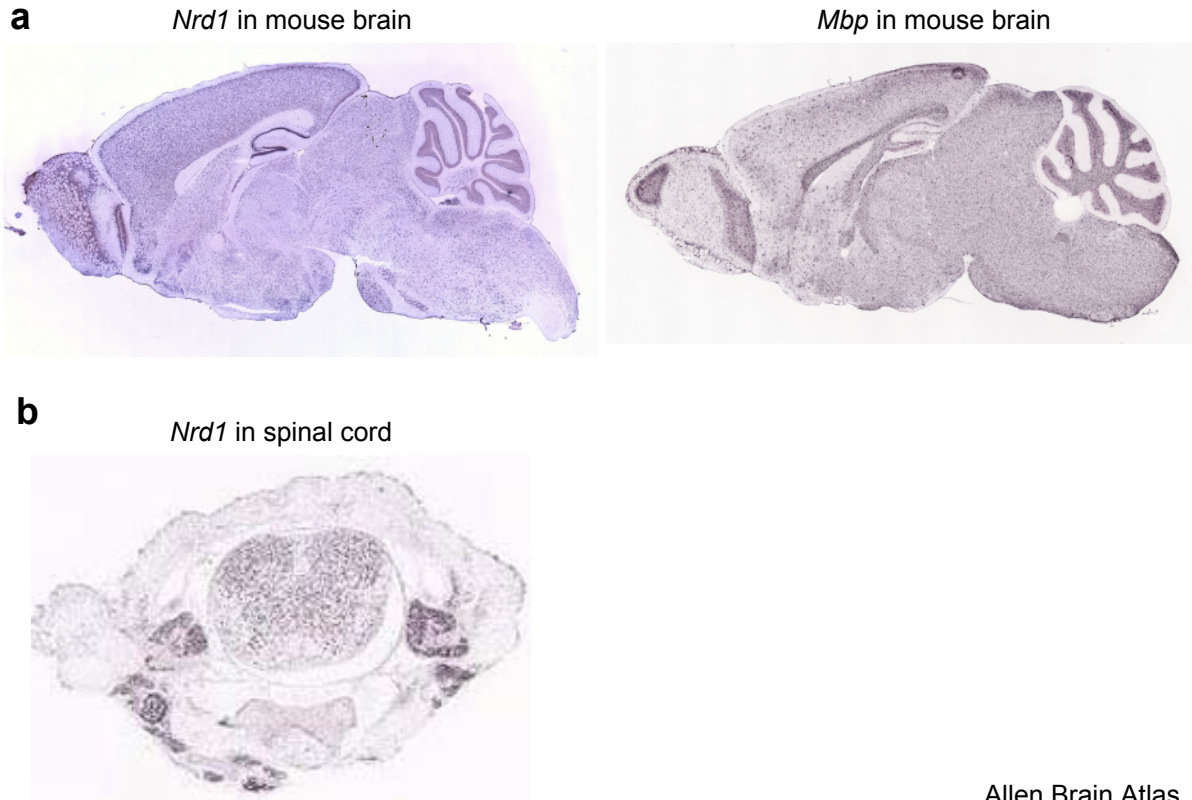 a
Nrd1 in mouse brain
Mbp in mouse brain
b
Nrd1 in spinal cord
Allen Brain Atlas